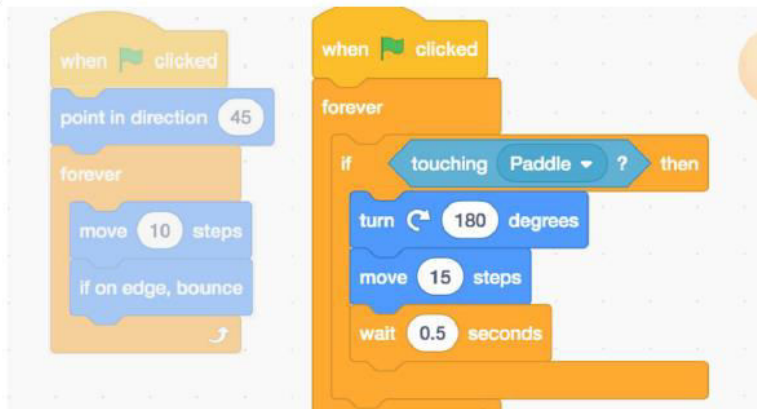 when clicked
point in direction 45
forever
move 10 steps
if on edge, bounce
when clicked
forever
if touching Paddle ? then
turn 180 degrees
move 15 steps
wait 0.5 seconds